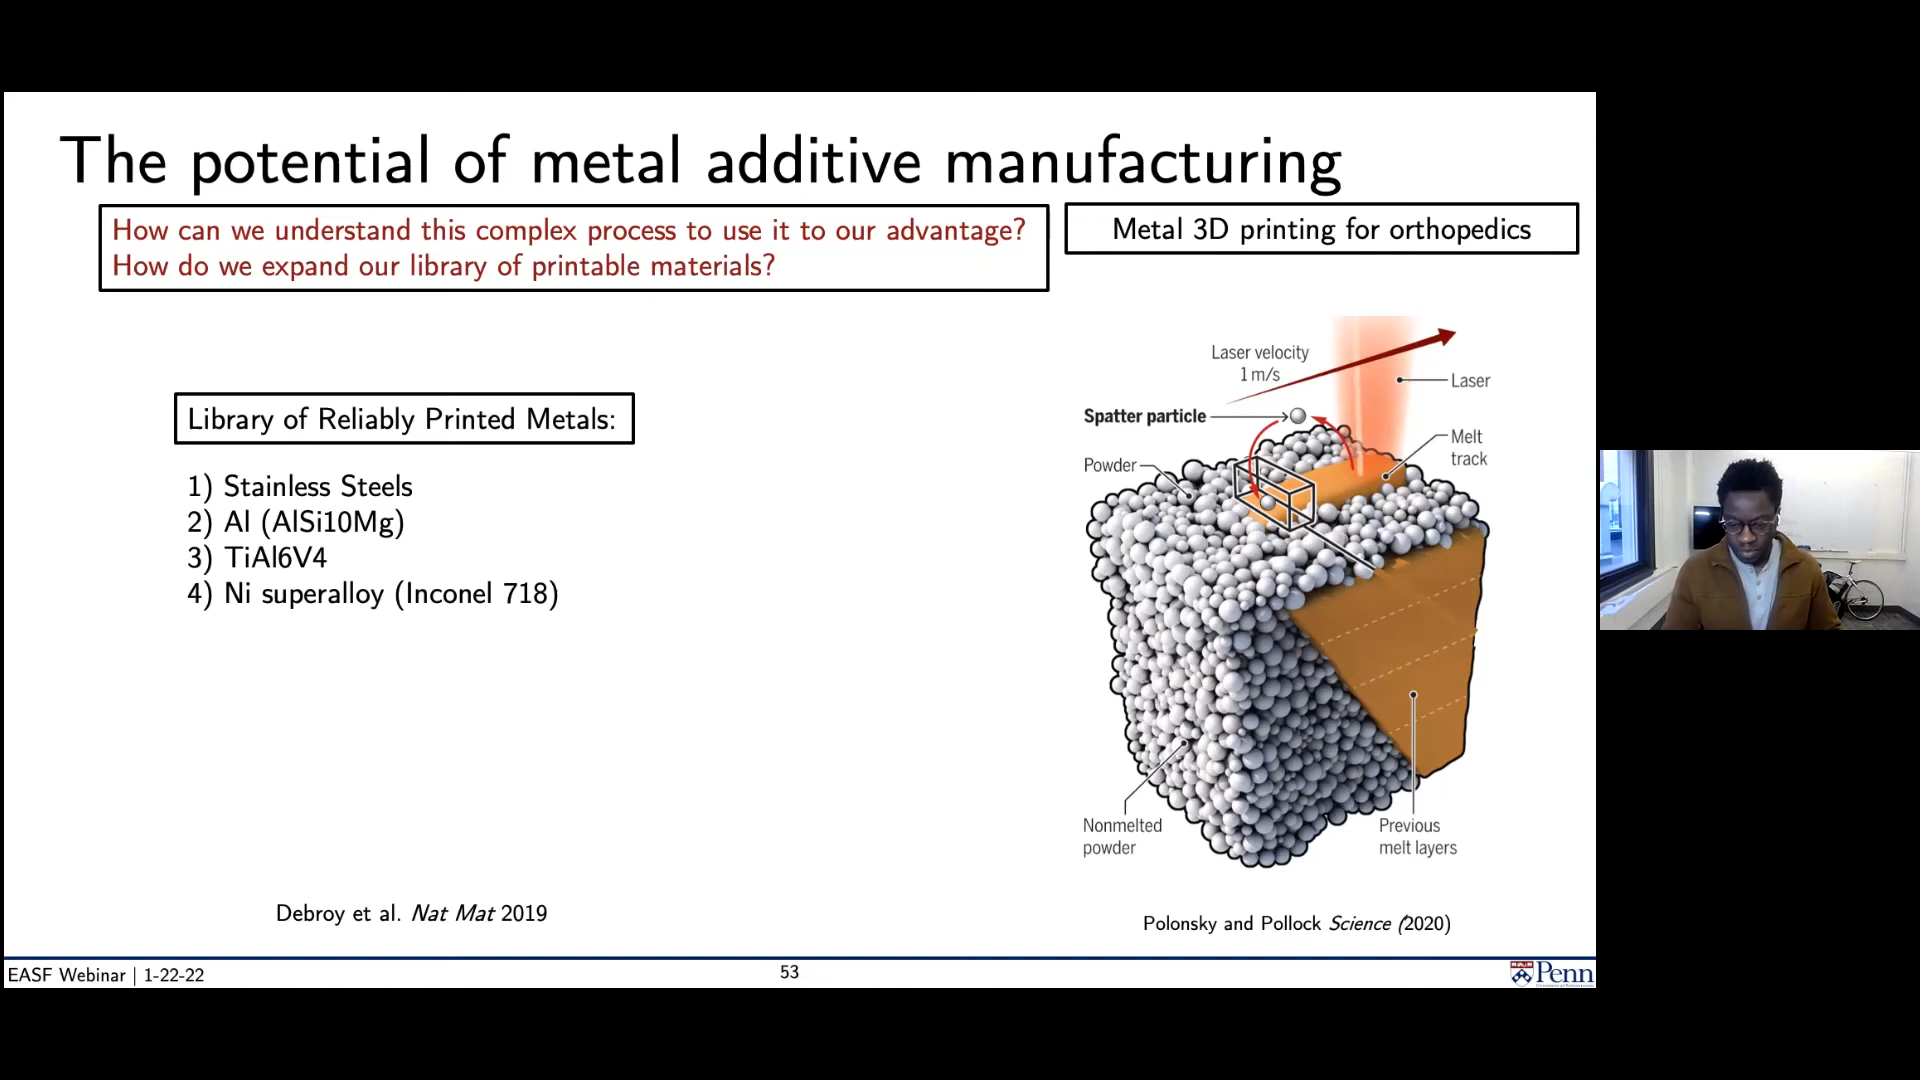 The potential of metal additive manufacturing
How can we understand this complex process to use it to our advantage?
How do we expand our library of printable materials?
Metal 3D printing for orthopedics
Library of Reliably Printed Metals:
1) Stainless Steels
2) Al (AlSi10Mg)
3) TiAl6V4
4) Ni superalloy (Inconel 718)
Debroy et al. Nat Mat 2019
Laser velocity
1 m/s
Laser
Spatter particle
Melt
track
Powder
Nonmelted
powder
Previous
melt layers
Polonsky and Pollock Science (2020)
EASF Webinar | 1-22-22
53
Penn